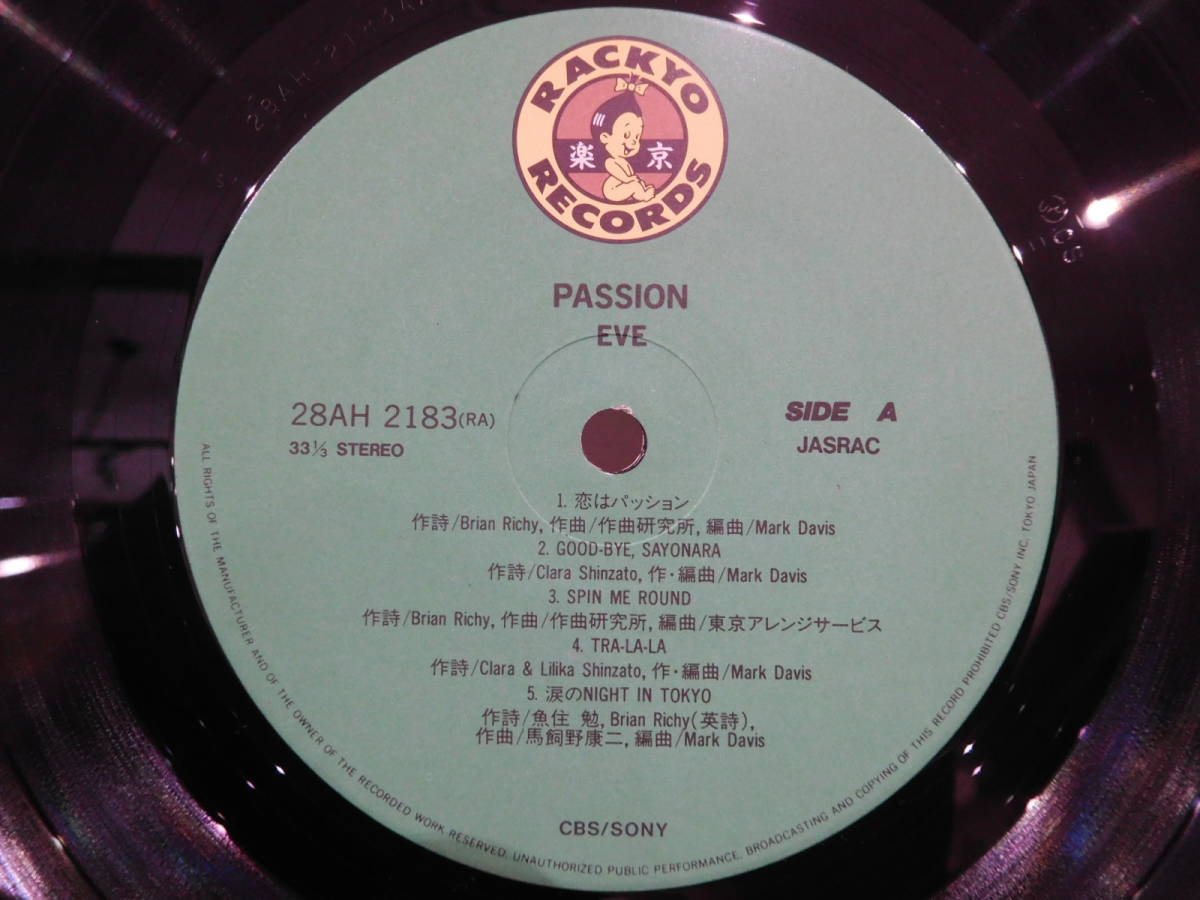 RACKYO
楽 京
RECORDS
PASSION
EVE
28AH 2183(RA)
33⅓ STEREO
SIDE A
JASRAC
1. 恋はパッション
作詩/Brian Richy, 作曲/作曲研究所, 編曲/Mark Davis
2. GOOD-BYE, SAYONARA
作詩/Clara Shinzato, 作・編曲/Mark Davis
3. SPIN ME ROUND
作詩/Brian Richy, 作曲/作曲研究所, 編曲/東京アレンジサービス
4. TRA-LA-LA
作詩/Clara & Lilika Shinzato, 作・編曲/Mark Davis
5. 涙のNIGHT IN TOKYO
作詩/魚住 勉, Brian Richy(英詩),
作曲/馬飼野康二, 編曲/Mark Davis
CBS/SONY
ALL RIGHTS OF THE MANUFACTURER AND OF THE OWNER OF THE RECORDED WORK RESERVED. UNAUTHORIZED PUBLIC PERFORMANCE, BROADCASTING AND COPYING OF THIS RECORD PROHIBITED CBS/SONY INC. TOKYO JAPAN